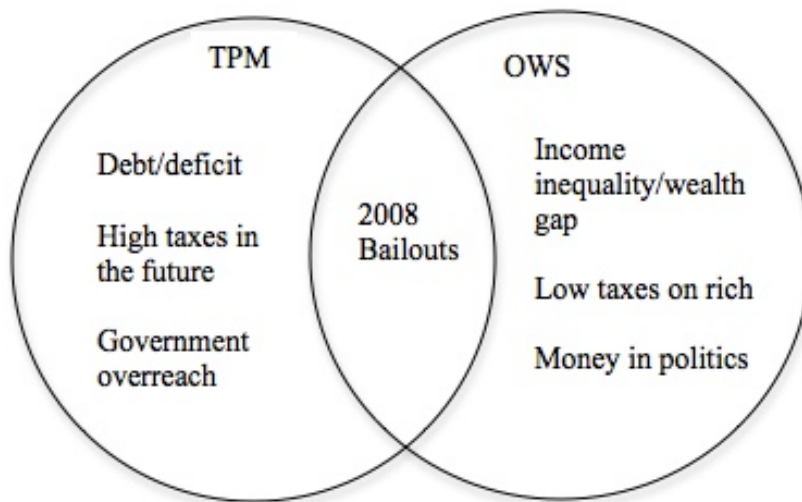 TPM
Debt/deficit
High taxes in
the future
Government
overreach
2008
Bailouts
OWS
Income
inequality/wealth
gap
Low taxes on rich
Money in politics